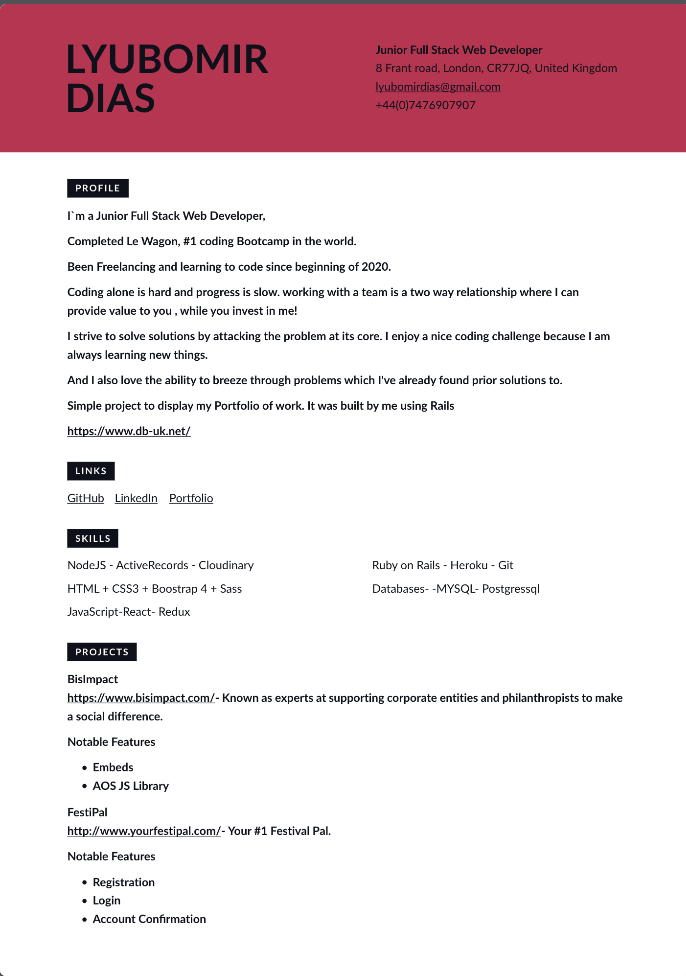 LYUBOMIR
DIAS
Junior Full Stack Web Developer
8 Frant road, London, CR77JQ, United Kingdom
lyubomirdias@gmail.com
+44(0)7476907907
PROFILE
I`m a Junior Full Stack Web Developer,
Completed Le Wagon, #1 coding Bootcamp in the world.
Been Freelancing and learning to code since beginning of 2020.
Coding alone is hard and progress is slow. working with a team is a two way relationship where I can
provide value to you , while you invest in me!
I strive to solve solutions by attacking the problem at its core. I enjoy a nice coding challenge because I am
always learning new things.
And I also love the ability to breeze through problems which I've already found prior solutions to.
Simple project to display my Portfolio of work. It was built by me using Rails
https://www.db-uk.net/
LINKS
GitHub LinkedIn Portfolio
SKILLS
NodeJS - ActiveRecords - Cloudinary
Ruby on Rails - Heroku - Git
HTML + CSS3 + Boostrap 4 + Sass
Databases- -MYSQL- Postgressql
JavaScript-React- Redux
PROJECTS
BisImpact
https://www.bisimpact.com/- Known as experts at supporting corporate entities and philanthropists to make
a social difference.
Notable Features
• Embeds
• AOS JS Library
FestiPal
http://www.yourfestipal.com/- Your #1 Festival Pal.
Notable Features
• Registration
• Login
• Account Confirmation